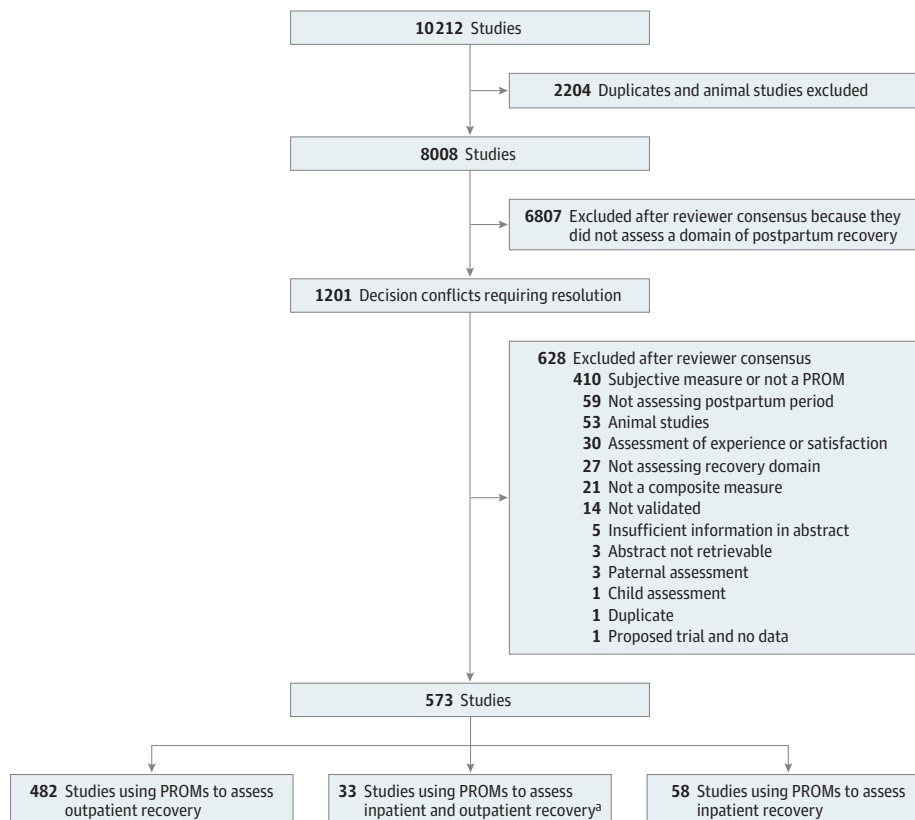 10212 Studies
2204 Duplicates and animal studies excluded
8008 Studies
6807 Excluded after reviewer consensus because they
did not assess a domain of postpartum recovery
1201 Decision conflicts requiring resolution
628 Excluded after reviewer consensus
410 Subjective measure or not a PROM
59 Not assessing postpartum period
53 Animal studies
30 Assessment of experience or satisfaction
27 Not assessing recovery domain
21 Not a composite measure
14 Not validated
5 Insufficient information in abstract
3 Abstract not retrievable
3 Paternal assessment
1 Child assessment
1 Duplicate
1 Proposed trial and no data
573 Studies
482 Studies using PROMs to assess
outpatient recovery
33 Studies using PROMs to assess
inpatient and outpatient recoveryᵃ
58 Studies using PROMs to assess
inpatient recovery